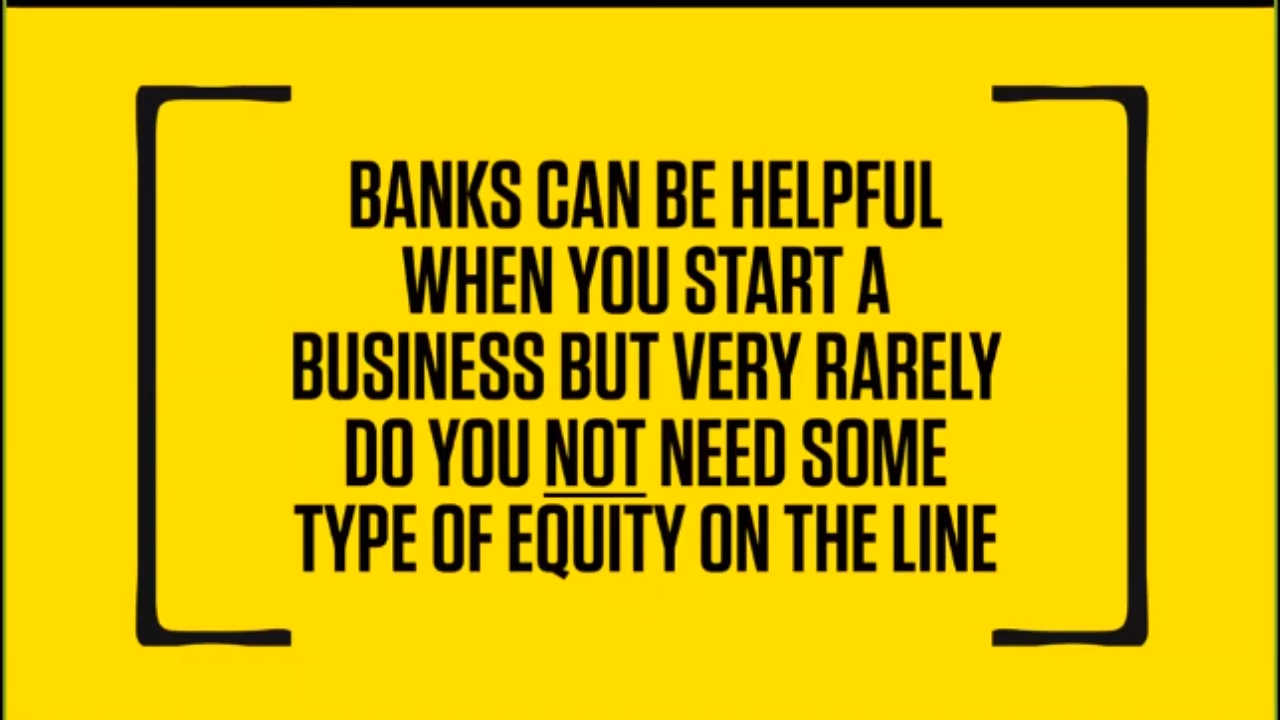 BANKS CAN BE HELPFUL
WHEN YOU START A
BUSINESS BUT VERY RARELY
DO YOU NOT NEED SOME
TYPE OF EQUITY ON THE LINE